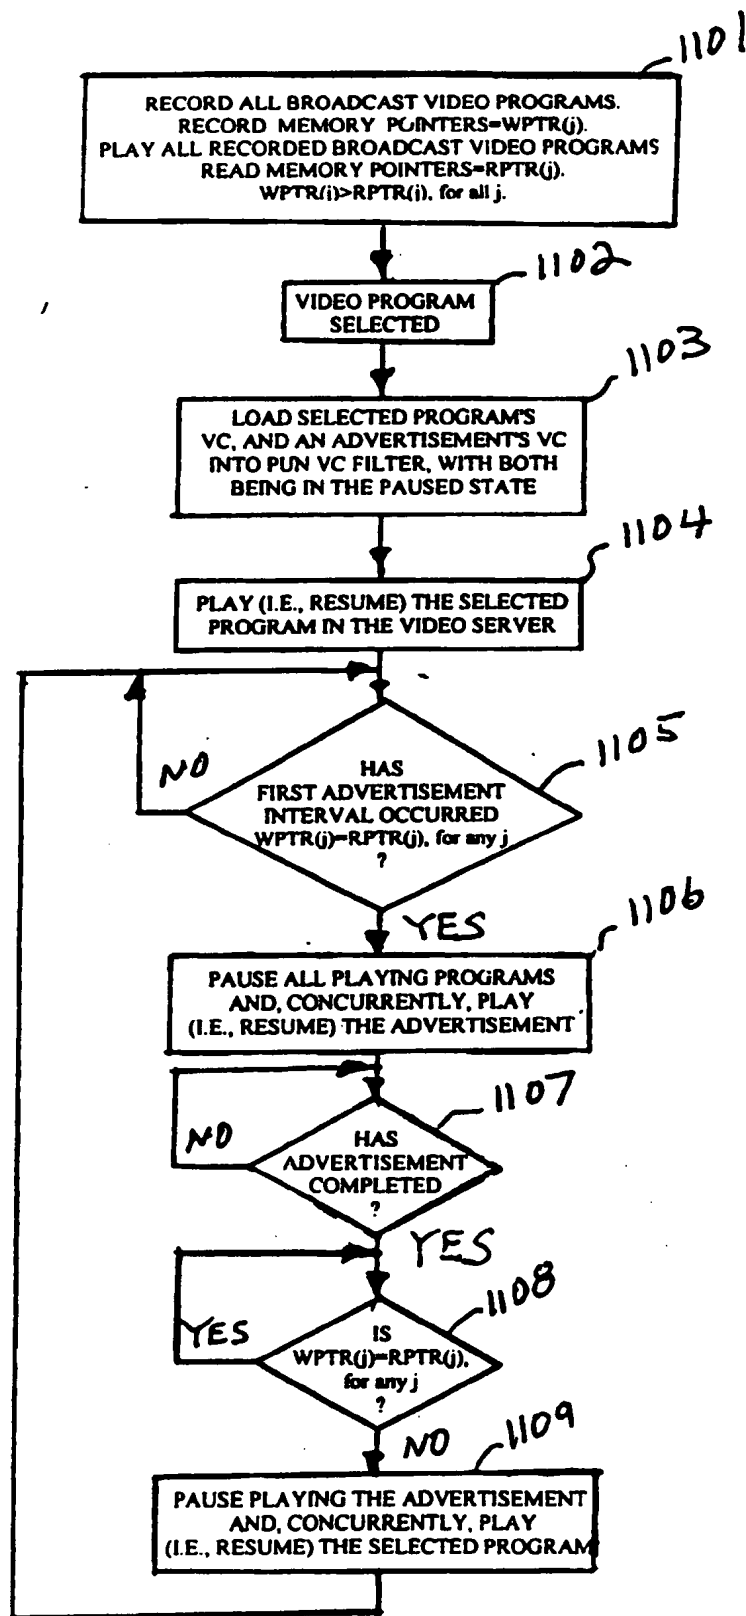 1101
RECORD ALL BROADCAST VIDEO PROGRAMS.
RECORD MEMORY POINTERS=WPTR(j).
PLAY ALL RECORDED BROADCAST VIDEO PROGRAMS
READ MEMORY POINTERS=RPTR(j).
WPTR(j)>RPTR(j), for all j.
1102
VIDEO PROGRAM
SELECTED
1103
LOAD SELECTED PROGRAM'S
VC, AND AN ADVERTISEMENT'S VC
INTO PUN VC FILTER, WITH BOTH
BEING IN THE PAUSED STATE
1104
PLAY (I.E., RESUME) THE SELECTED
PROGRAM IN THE VIDEO SERVER
1105
NO
HAS
FIRST ADVERTISEMENT
INTERVAL OCCURRED
WPTR(j)=RPTR(j), for any j
?
YES
1106
PAUSE ALL PLAYING PROGRAMS
AND, CONCURRENTLY, PLAY
(I.E., RESUME) THE ADVERTISEMENT
1107
NO
HAS
ADVERTISEMENT
COMPLETED
?
YES
1108
YES
IS
WPTR(j)=RPTR(j),
for any j
?
NO
1109
PAUSE PLAYING THE ADVERTISEMENT
AND, CONCURRENTLY, PLAY
(I.E., RESUME) THE SELECTED PROGRAM